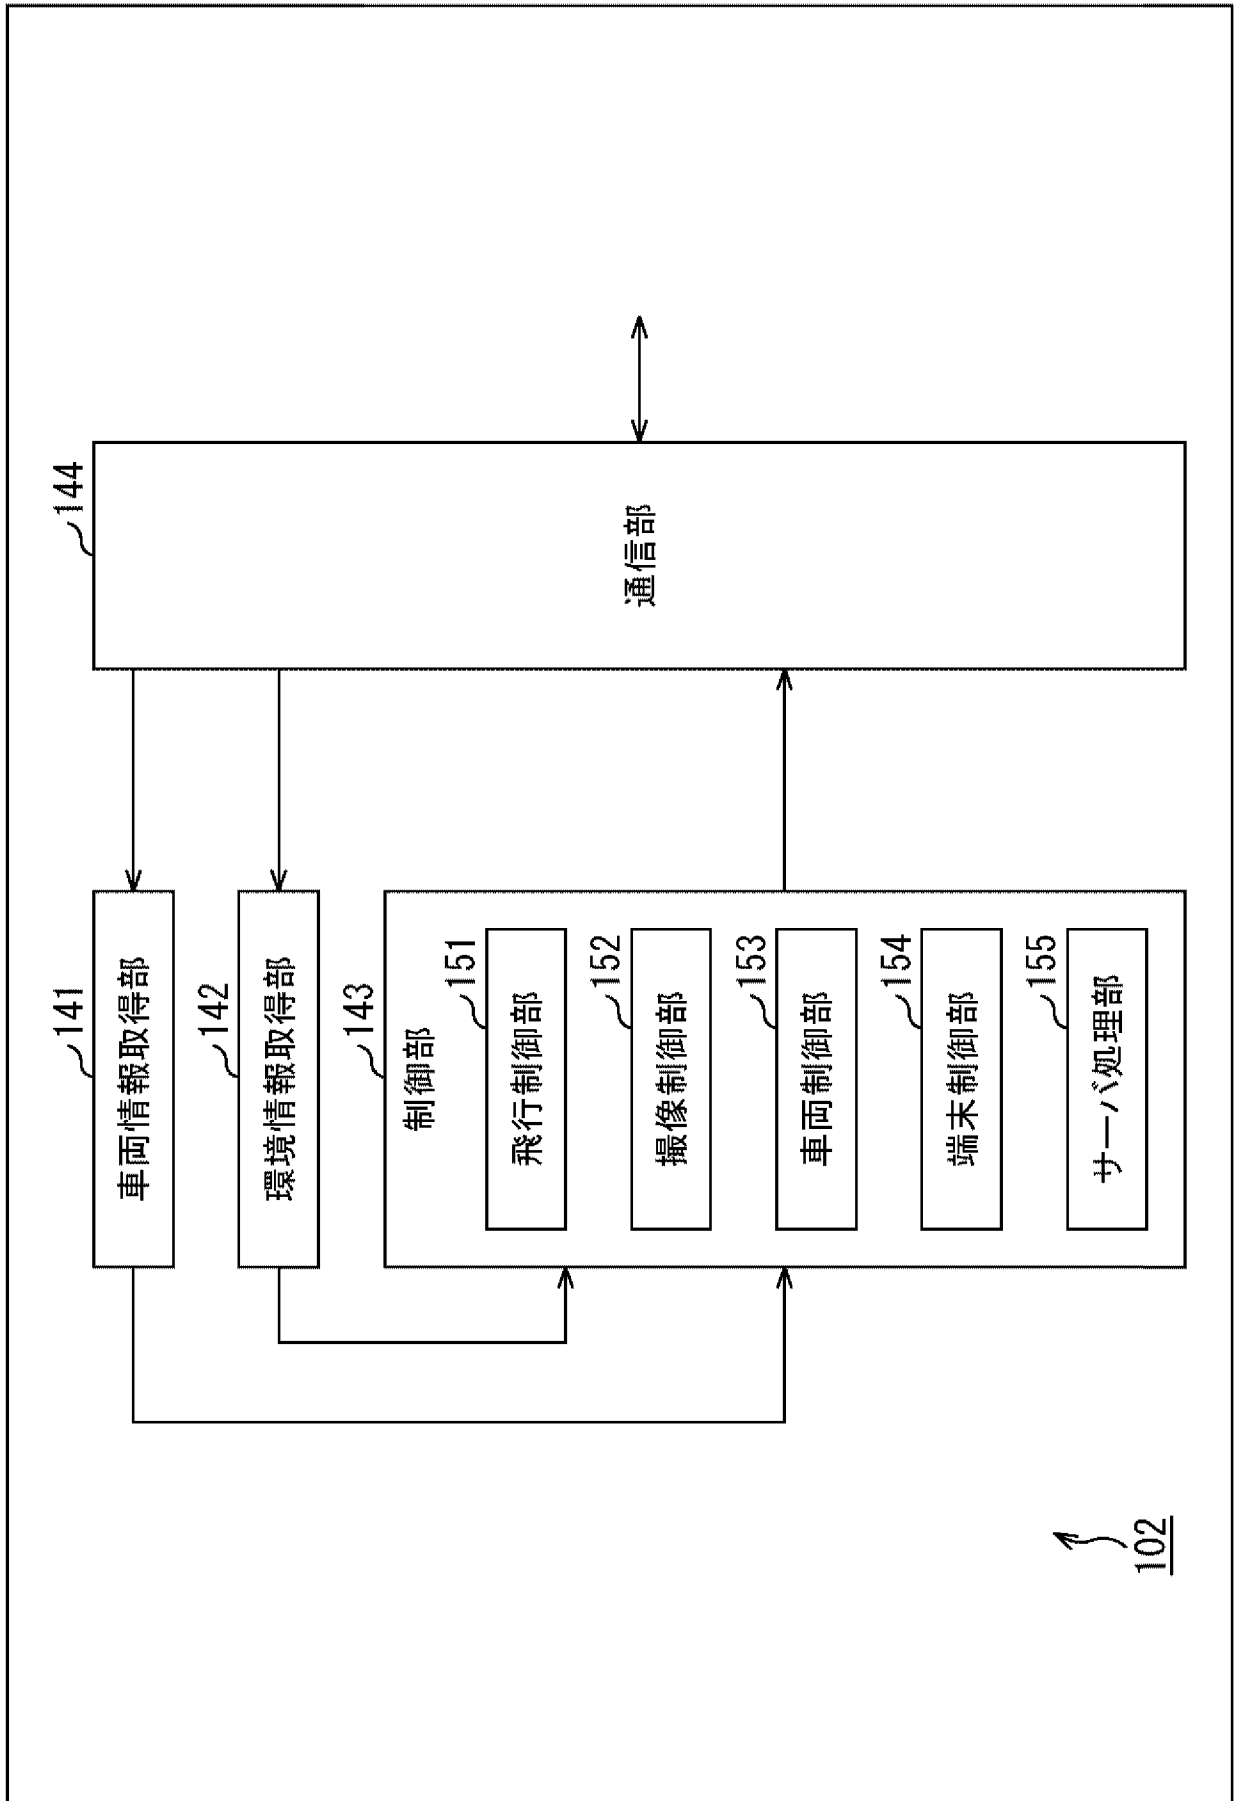 141
車両情報取得部
142
環境情報取得部
143
制御部
151
飛行制御部
152
撮像制御部
153
車両制御部
154
端末制御部
155
サーバ処理部
144
通信部
102